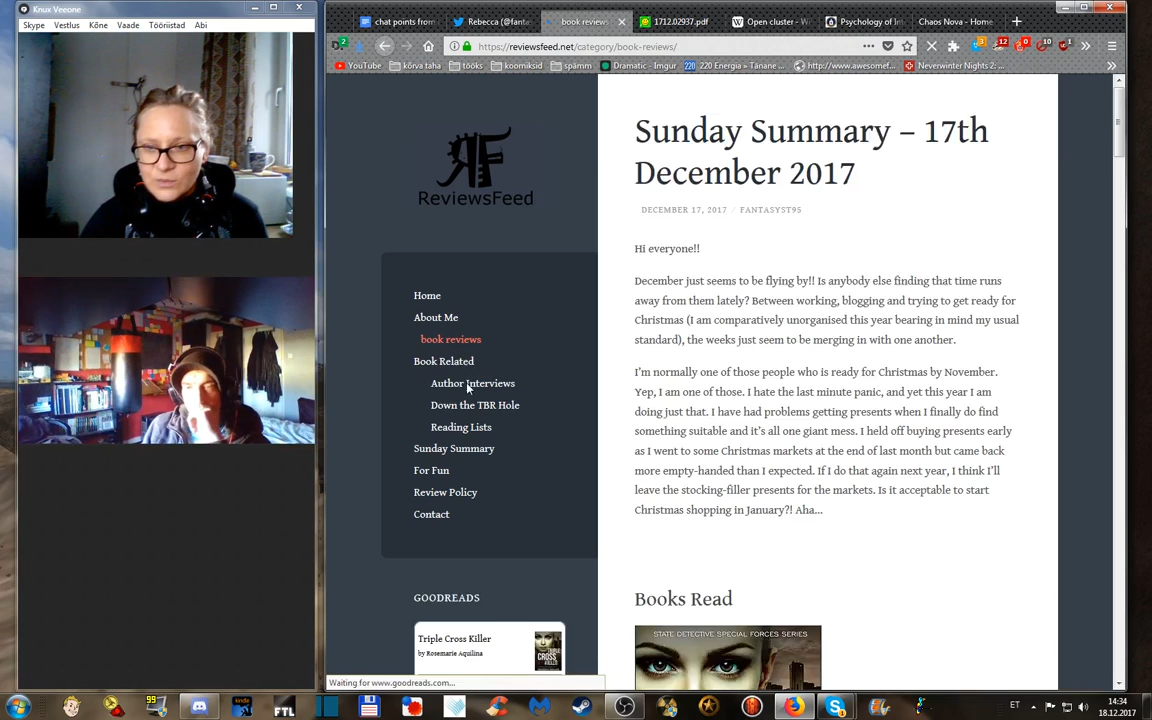 Knux Veeone
Skype Vestlus Kõne Vaade Tööriistad Abi
chat points from
Rebecca (@fanta
book reviews
1712.02937.pdf
Open cluster - W
Psychology of In
Chaos Nova - Home
https://reviewsfeed.net/category/book-reviews/
YouTube kõrva taha tööks koomiksid spämm Dramatic - Imgur 220 Energia » Tänane ... http://www.awesomef... Neverwinter Nights 2: ...
RF
ReviewsFeed
Home
About Me
book reviews
Book Related
Author Interviews
Down the TBR Hole
Reading Lists
Sunday Summary
For Fun
Review Policy
Contact
GOODREADS
Triple Cross Killer
by Rosemarie Aquilina
TRIPLE
CROSS
KILLER
Waiting for www.goodreads.com...
Sunday Summary – 17th
December 2017
DECEMBER 17, 2017 / FANTASYST95
Hi everyone!!
December just seems to be flying by!! Is anybody else finding that time runs
away from them lately? Between working, blogging and trying to get ready for
Christmas (I am comparatively unorganised this year bearing in mind my usual
standard), the weeks just seem to be merging in with one another.
I'm normally one of those people who is ready for Christmas by November.
Yep, I am one of those. I hate the last minute panic, and yet this year I am
doing just that. I have had problems getting presents when I finally do find
something suitable and it's all one giant mess. I held off buying presents early
as I went to some Christmas markets at the end of last month but came back
more empty-handed than I expected. If I do that again next year, I think I'll
leave the stocking-filler presents for the markets. Is it acceptable to start
Christmas shopping in January?! Aha...
Books Read
STATE DETECTIVE SPECIAL FORCES SERIES
99
kindle
FTL
ET
14:34
18.12.2017